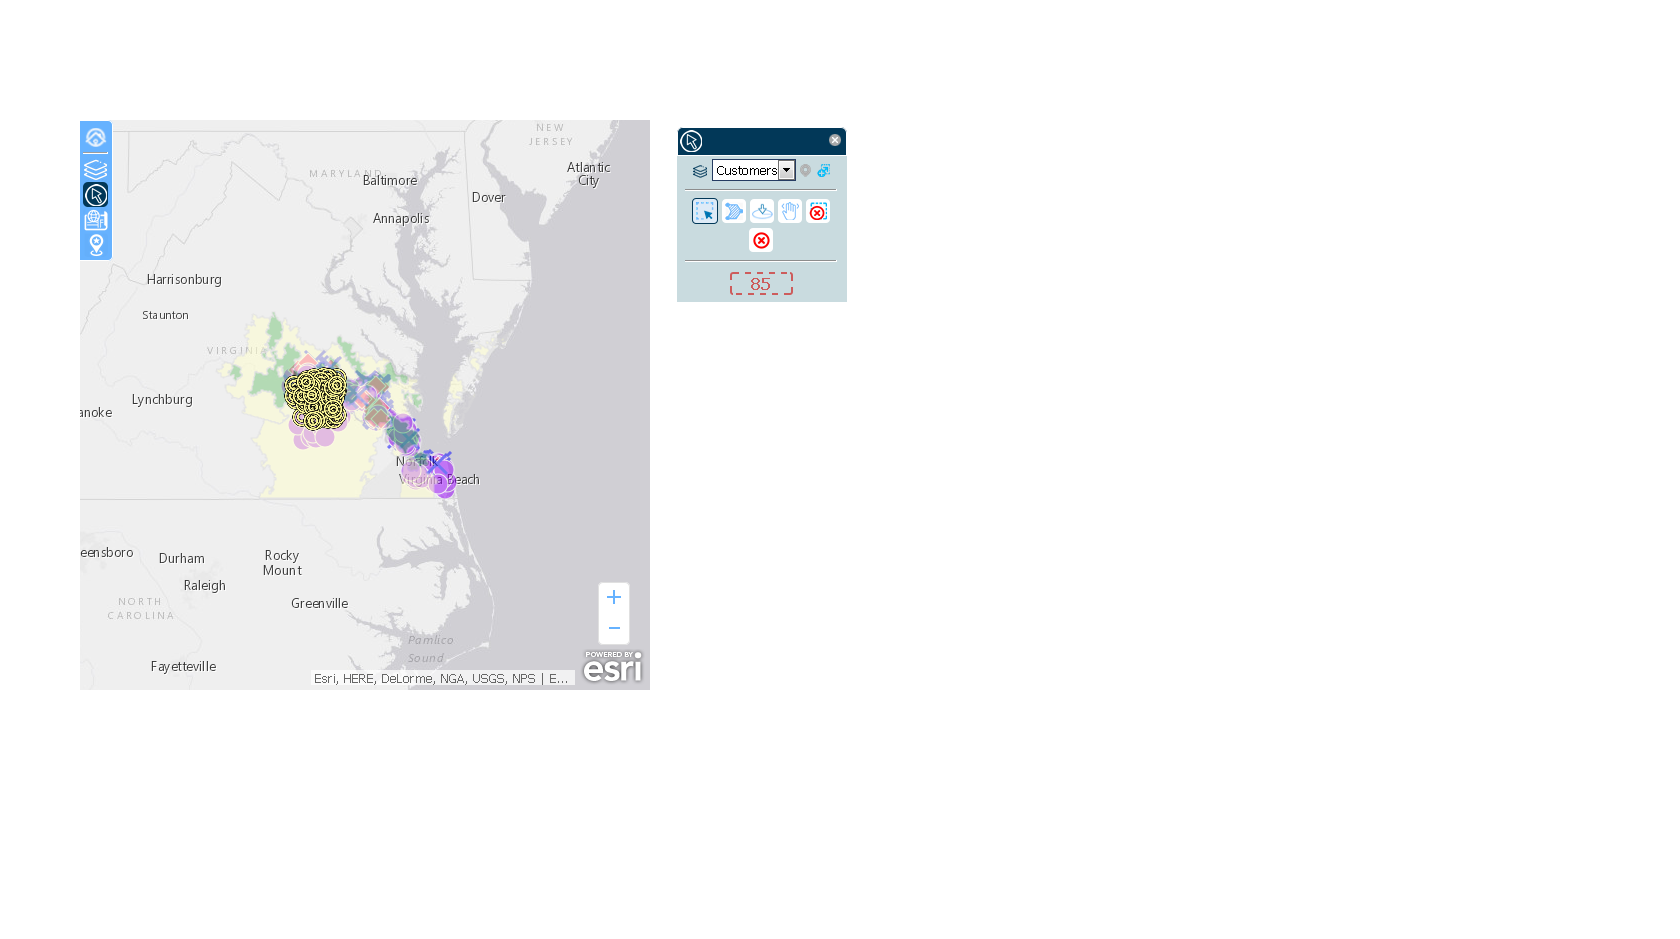 NEW
JERSEY
Atlantic
City
MARYLAND
Baltimore
Dover
Annapolis
Harrisonburg
Staunton
VIRGINIA
Lynchburg
anoke
Norfolk
Virginia Beach
eensboro
Durham
Rocky
Mount
Raleigh
NORTH
CAROLINA
Greenville
Pamlico
Sound
Fayetteville
+
−
POWERED BY
esri
Esri, HERE, DeLorme, NGA, USGS, NPS | E...
Customers
85